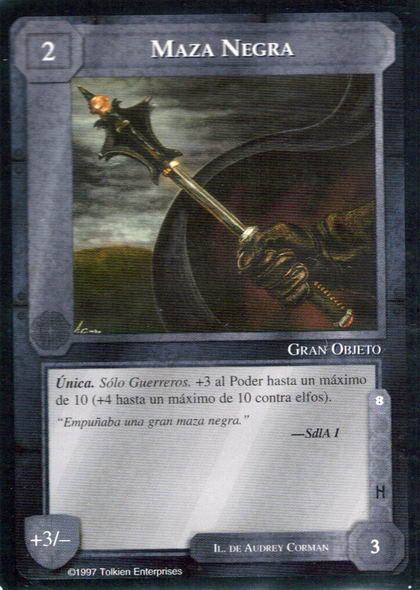 2
MAZA NEGRA
GRAN OBJETO
Única. Sólo Guerreros. +3 al Poder hasta un máximo
de 10 (+4 hasta un máximo de 10 contra elfos).
“Empuñaba una gran maza negra.”
—SdlA I
8
H
+3/–
IL. DE AUDREY CORMAN
3
©1997 Tolkien Enterprises